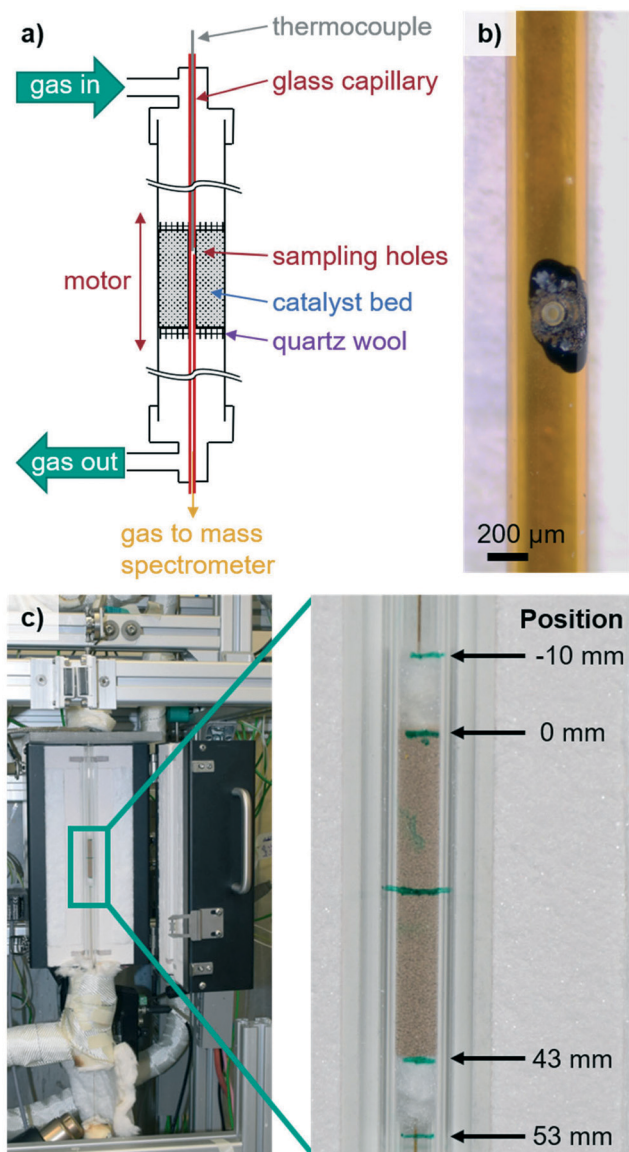 a)
thermocouple
gas in
glass capillary
motor
sampling holes
catalyst bed
quartz wool
gas out
gas to mass
spectrometer
b)
200 µm
c)
Position
-10 mm
0 mm
43 mm
53 mm